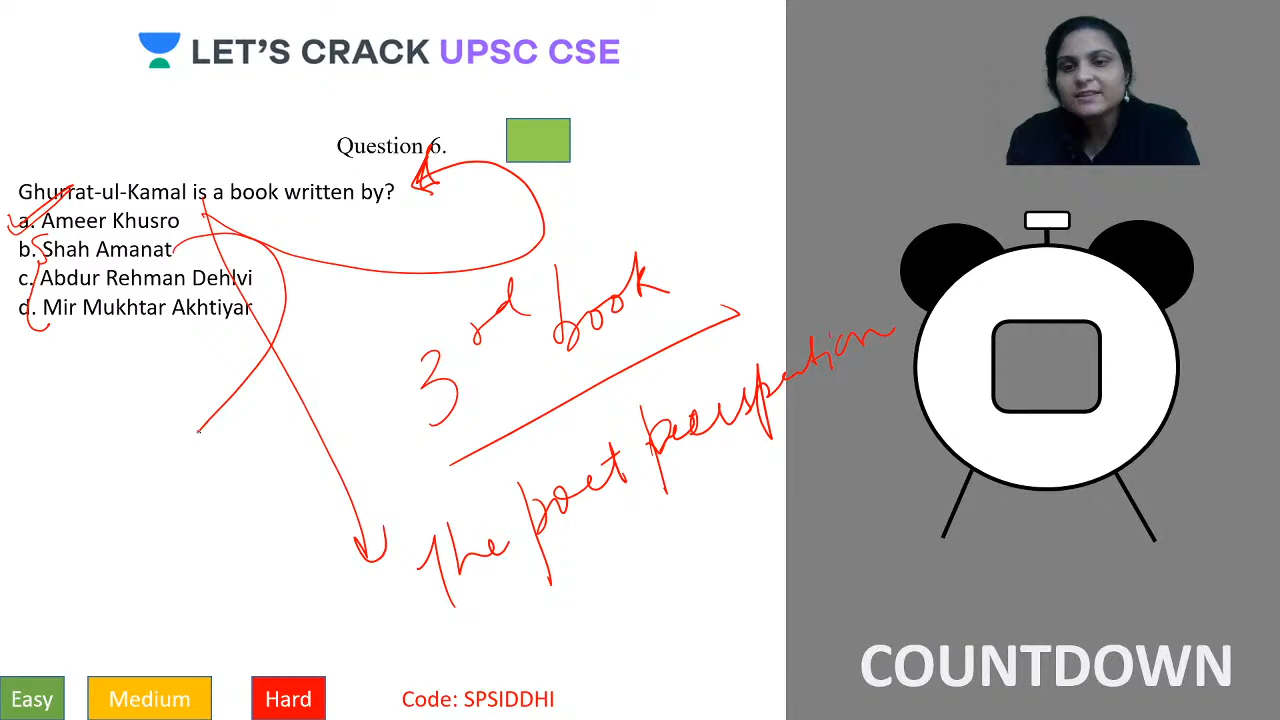 LET'S CRACK UPSC CSE
Question 6.
Ghurrat-ul-Kamal is a book written by?
a. Ameer Khusro
b. Shah Amanat
c. Abdur Rehman Dehlvi
d. Mir Mukhtar Akhtiyar
3rd book
The poet
COUNTDOWN
Easy
Medium
Hard
Code: SPSIDDHI